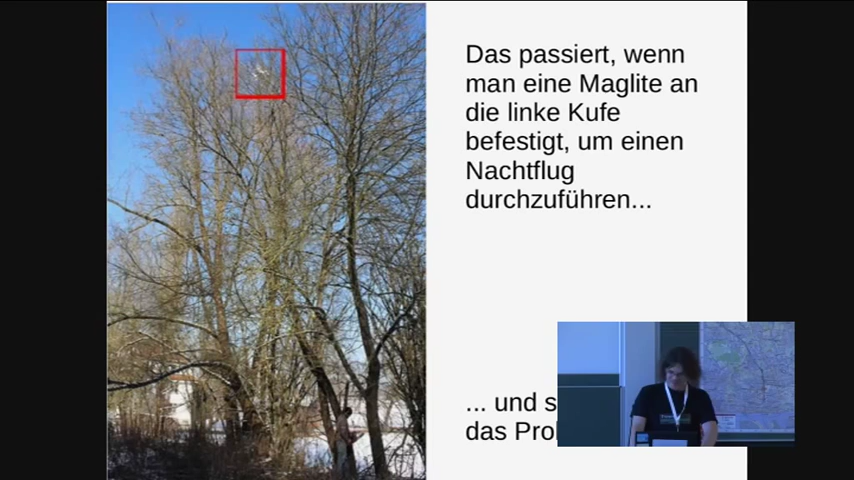 Das passiert, wenn
man eine Maglite an
die linke Kufe
befestigt, um einen
Nachtflug
durchzuführen...
... und
das